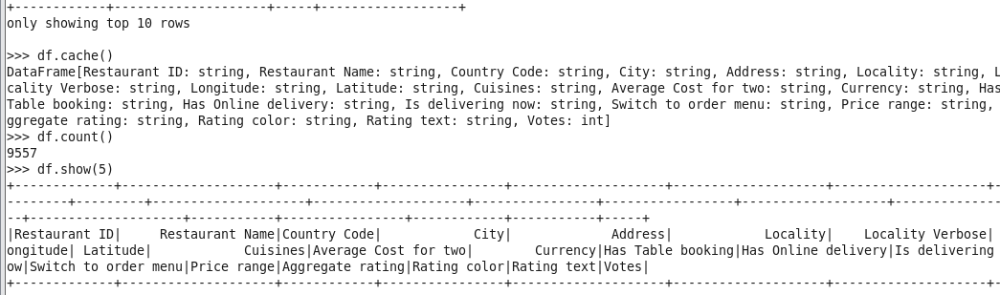 +------------+--------------------+-----+------------------+
only showing top 10 rows
>>> df.cache()
DataFrame[Restaurant ID: string, Restaurant Name: string, Country Code: string, City: string, Address: string, Locality: string, L
cality Verbose: string, Longitude: string, Latitude: string, Cuisines: string, Average Cost for two: string, Currency: string, Has
Table booking: string, Has Online delivery: string, Is delivering now: string, Switch to order menu: string, Price range: string,
ggregate rating: string, Rating color: string, Rating text: string, Votes: int]
>>> df.count()
9557
>>> df.show(5)
+-------------+--------------------+------------+----------------+--------------------+--------------------+--------------------+-
--------+---------+--------------------+--------------------+----------------+-----------------+-------------------+--------------
--+--------------------+-----------+----------------+------------+-----------+-----+
|Restaurant ID|     Restaurant Name|Country Code|            City|             Address|            Locality|    Locality Verbose|
ongitude| Latitude|            Cuisines|Average Cost for two|        Currency|Has Table booking|Has Online delivery|Is delivering
ow|Switch to order menu|Price range|Aggregate rating|Rating color|Rating text|Votes|
+-------------+--------------------+------------+----------------+--------------------+--------------------+--------------------+-